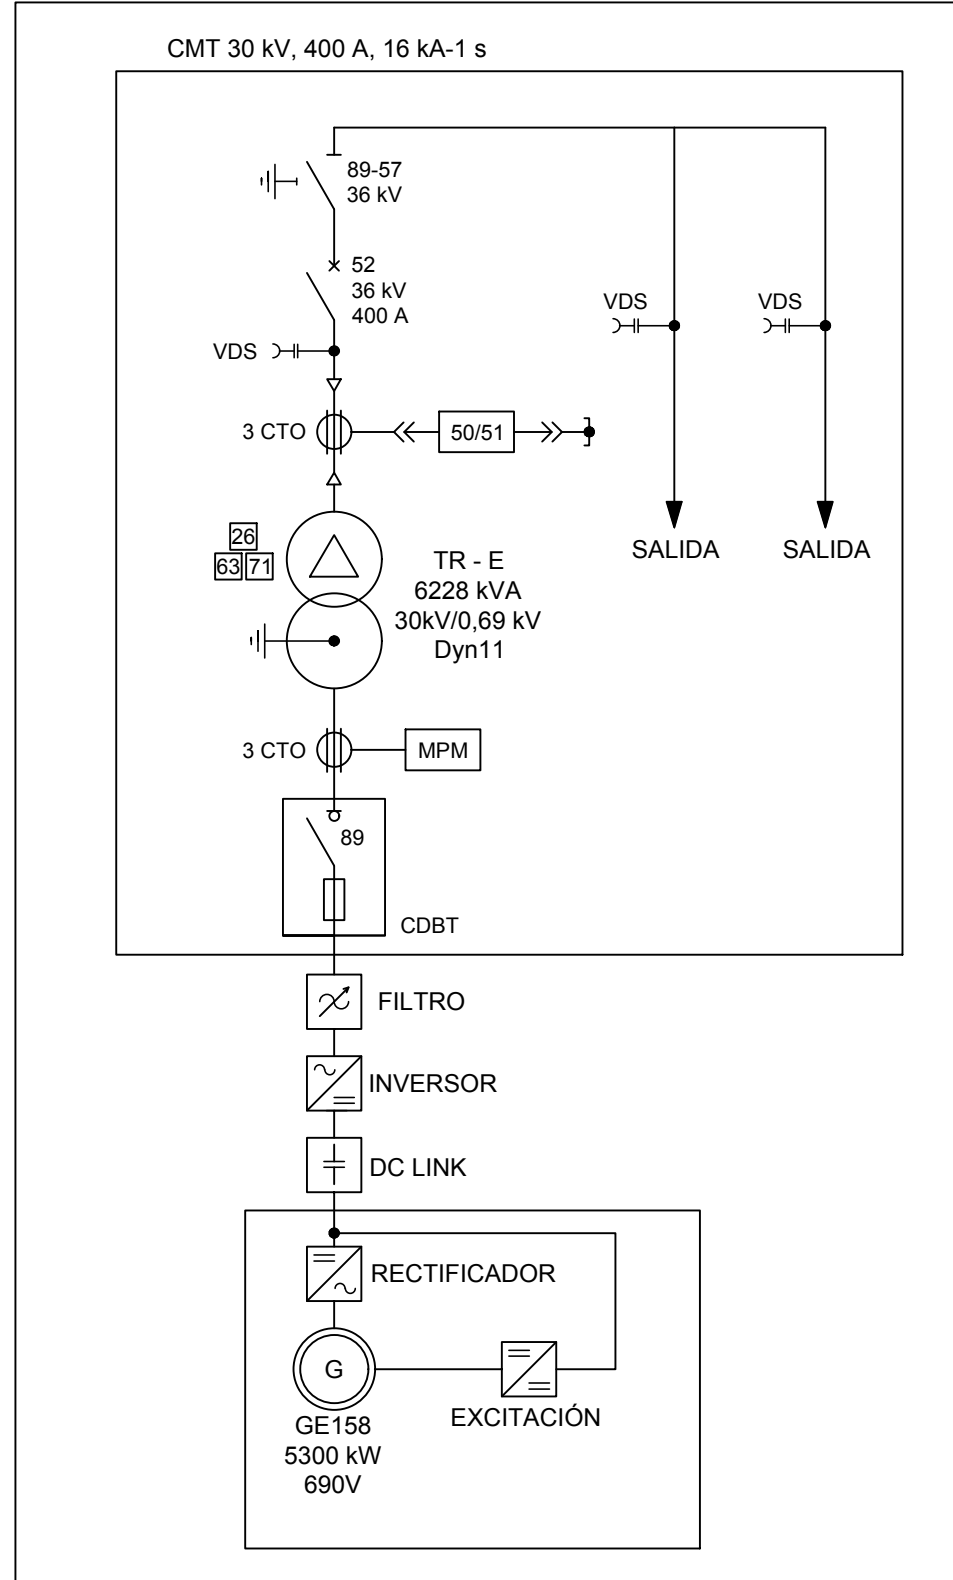 CMT 30 kV, 400 A, 16 kA-1 s
89-57
36 kV
52
36 kV
400 A
VDS
VDS
VDS
3 CTO
50/51
SALIDA
SALIDA
26
63 71
TR - E
6228 kVA
30kV/0,69 kV
Dyn11
3 CTO
MPM
89
CDBT
FILTRO
INVERSOR
DC LINK
RECTIFICADOR
G
EXCITACIÓN
GE158
5300 kW
690V